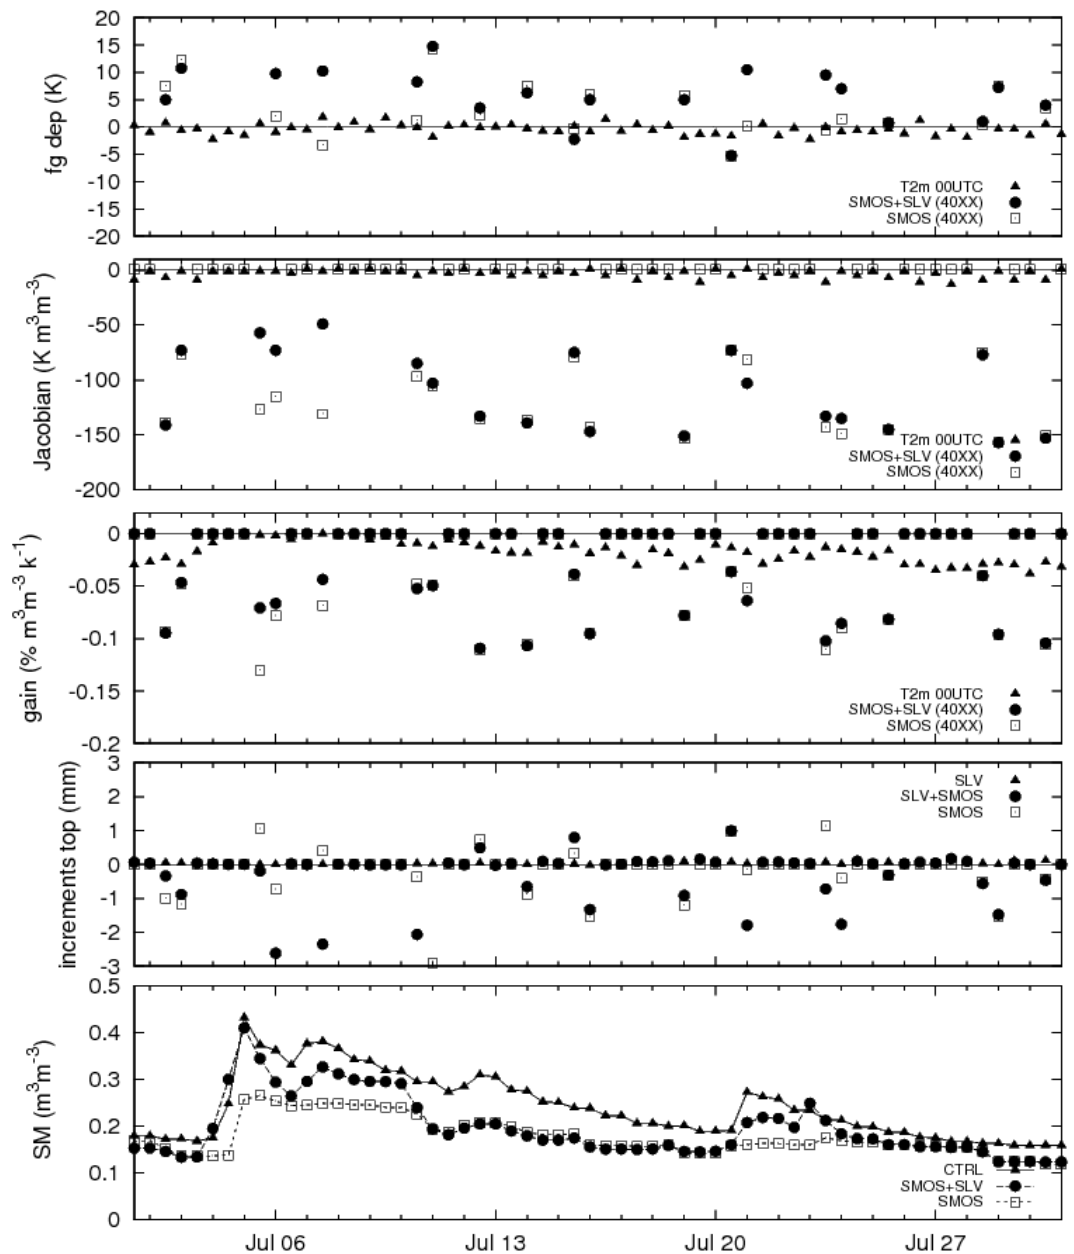 20
15
10
5
0
-5
-10
-15
-20
fg dep (K)
T2m 00UTC
SMOS+SLV (40XX)
SMOS (40XX)
0
-50
-100
-150
-200
Jacobian (K m³m⁻³)
T2m 00UTC
SMOS+SLV (40XX)
SMOS (40XX)
0
-0.05
-0.1
-0.15
-0.2
gain (% m³m⁻³ k⁻¹)
T2m 00UTC
SMOS+SLV (40XX)
SMOS (40XX)
3
2
1
0
-1
-2
-3
increments top (mm)
SLV
SLV+SMOS
SMOS
0.5
0.4
0.3
0.2
0.1
0
SM (m³m⁻³)
CTRL
SMOS+SLV
SMOS
Jul 06 Jul 13 Jul 20 Jul 27